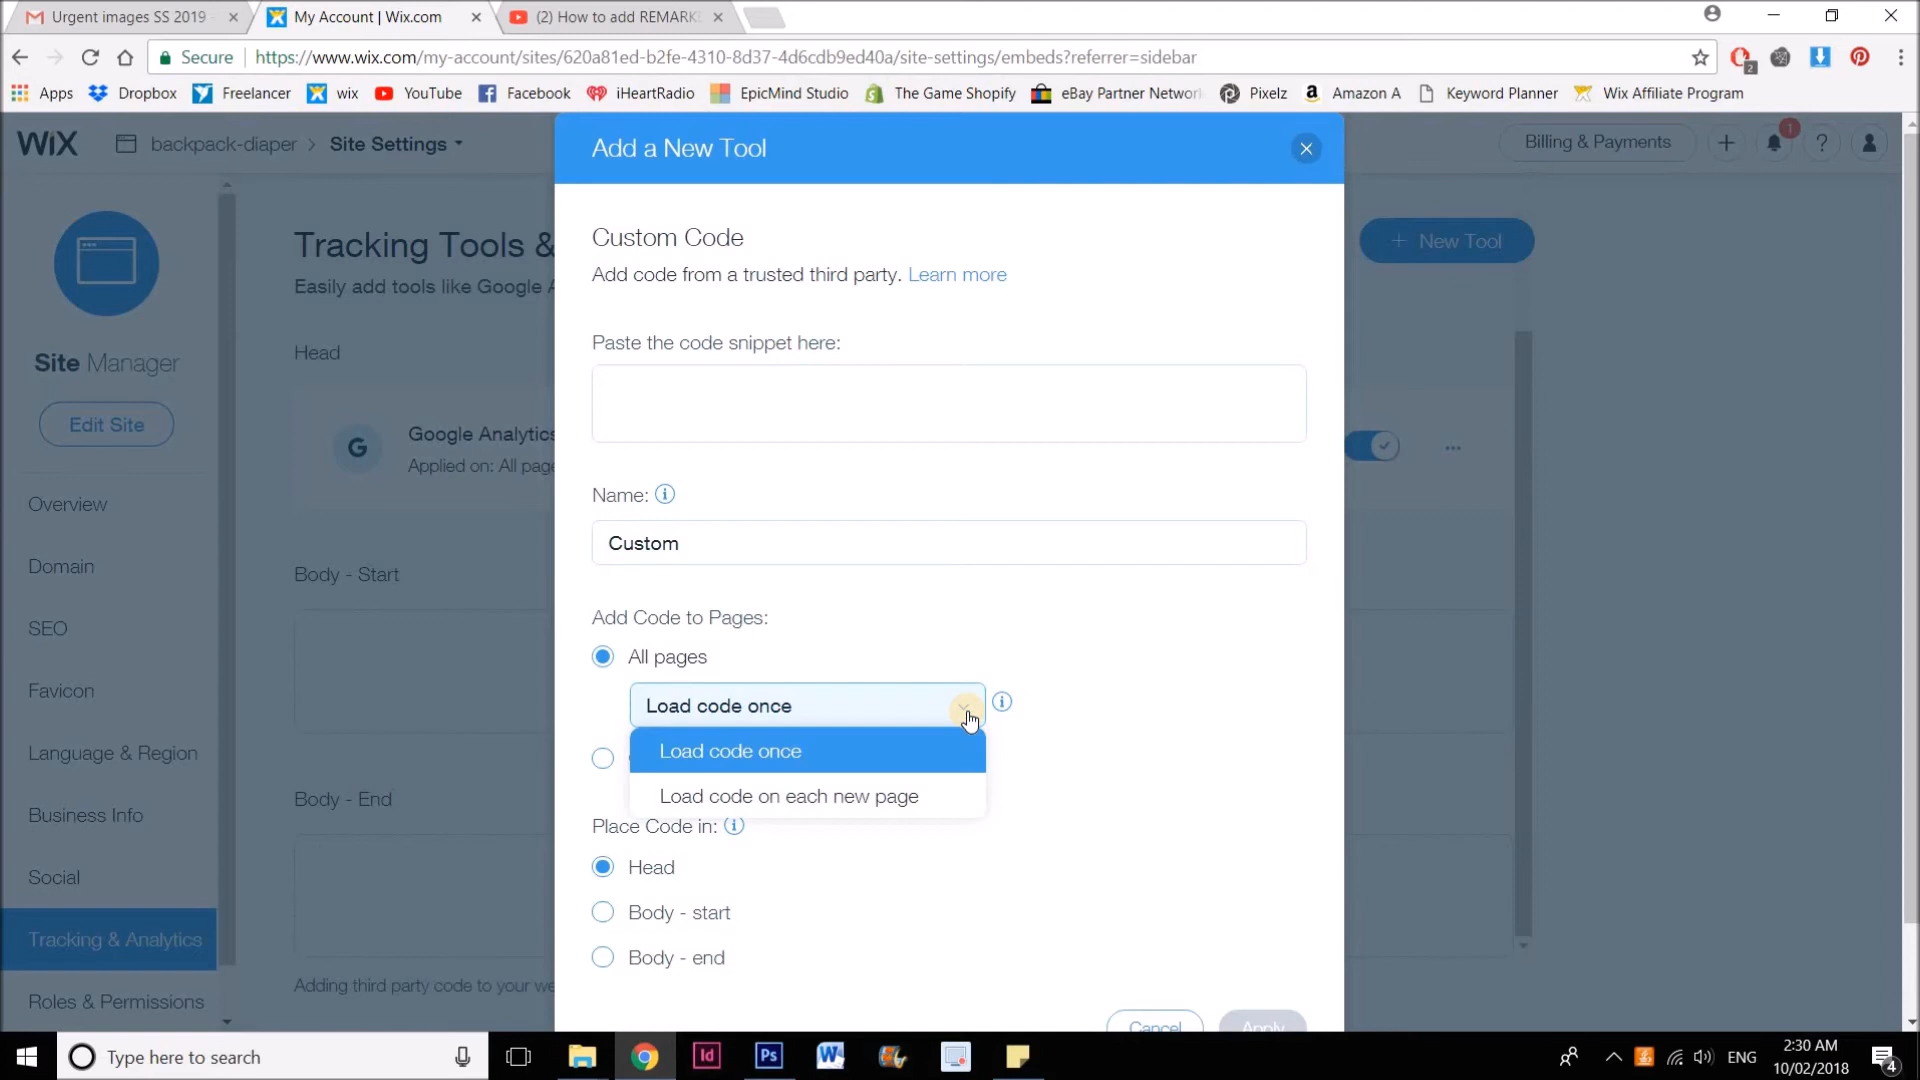 Urgent images SS 2019
My Account | Wix.com
(2) How to add REMARK
Secure
https://www.wix.com/my-account/sites/620a81ed-b2fe-4310-8d37-4d6cdb9ed40a/site-settings/embeds?referrer=sidebar
2
Apps
Dropbox
Freelancer
wix
YouTube
Facebook
iHeartRadio
EpicMind Studio
The Game Shopify
eBay Partner Network
Pixelz
Amazon A
Keyword Planner
Wix Affiliate Program
WiX
backpack-diaper > Site Settings
Billing & Payments
1
Add a New Tool
Custom Code
Add code from a trusted third party. Learn more
Paste the code snippet here:
Name:
Custom
Add Code to Pages:
All pages
Load code once
Load code once
Load code on each new page
Place Code in:
Head
Body - start
Body - end
Cancel
Apply
Tracking Tools &
Easily add tools like Google A
+ New Tool
Head
G
Google Analytics
Applied on: All page
Body - Start
Body - End
Adding third party code to your we
Site Manager
Edit Site
Overview
Domain
SEO
Favicon
Language & Region
Business Info
Social
Tracking & Analytics
Roles & Permissions
Type here to search
Id
Ps
W
ENG
2:30 AM
10/02/2018
4